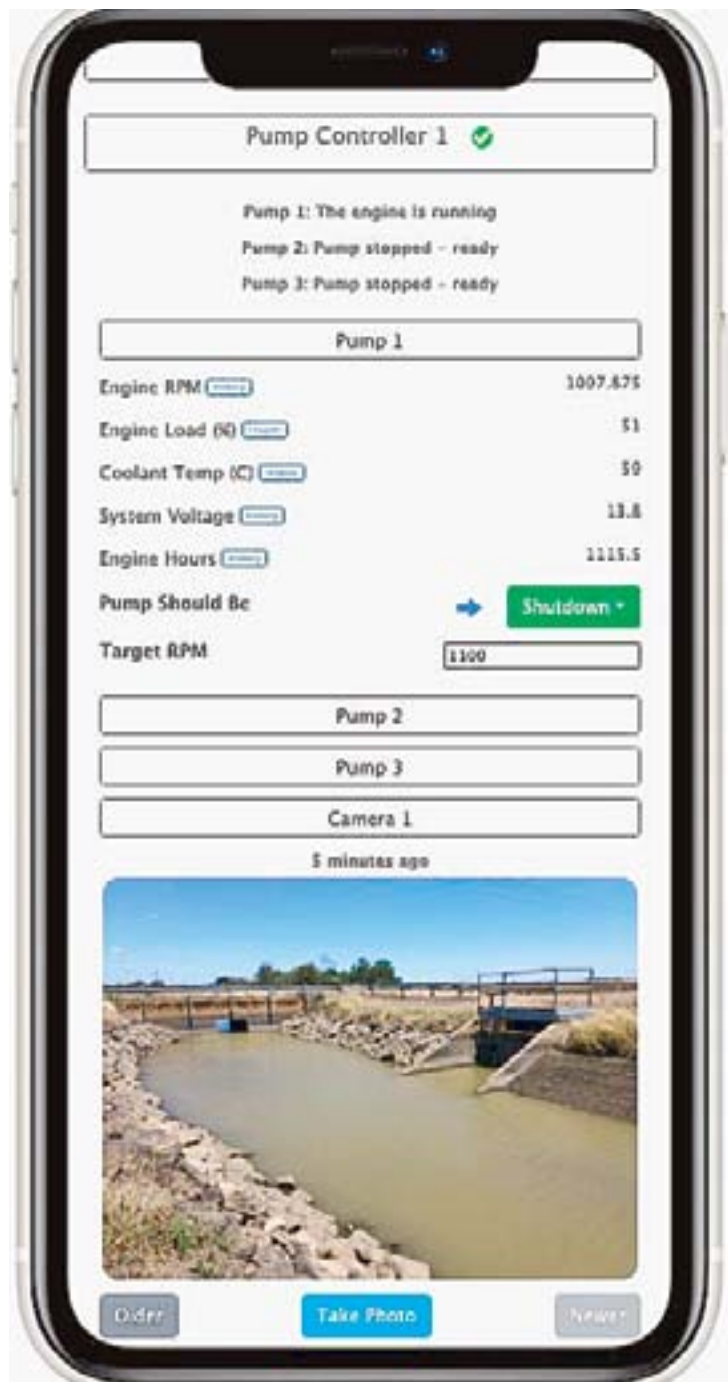 Pump Controller 1
Pump 1: The engine is running
Pump 2: Pump stopped - ready
Pump 3: Pump stopped - ready
Pump 1
Engine RPM 1007.875
Engine Load (%) 51
Coolant Temp (C) 50
System Voltage 13.8
Engine Hours 1115.5
Pump Should Be Shutdown
Target RPM 1100
Pump 2
Pump 3
Camera 1
5 minutes ago
Older Take Photo Newer